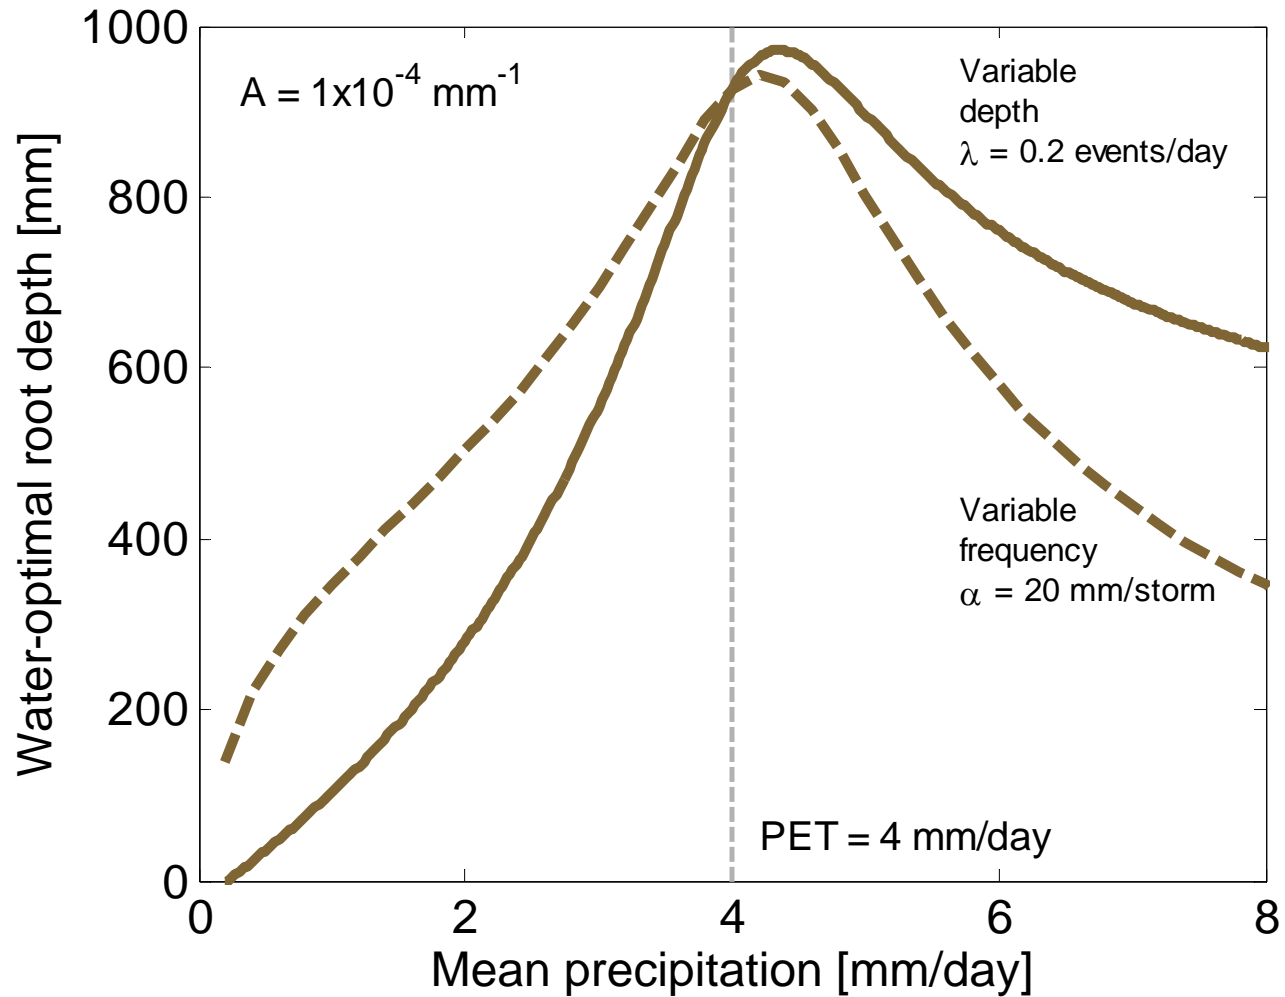 1000
800
600
400
200
0
Water-optimal root depth [mm]
A = 1x10⁻⁴ mm⁻¹
Variable
depth
λ = 0.2 events/day
Variable
frequency
α = 20 mm/storm
PET = 4 mm/day
0 2 4 6 8
Mean precipitation [mm/day]